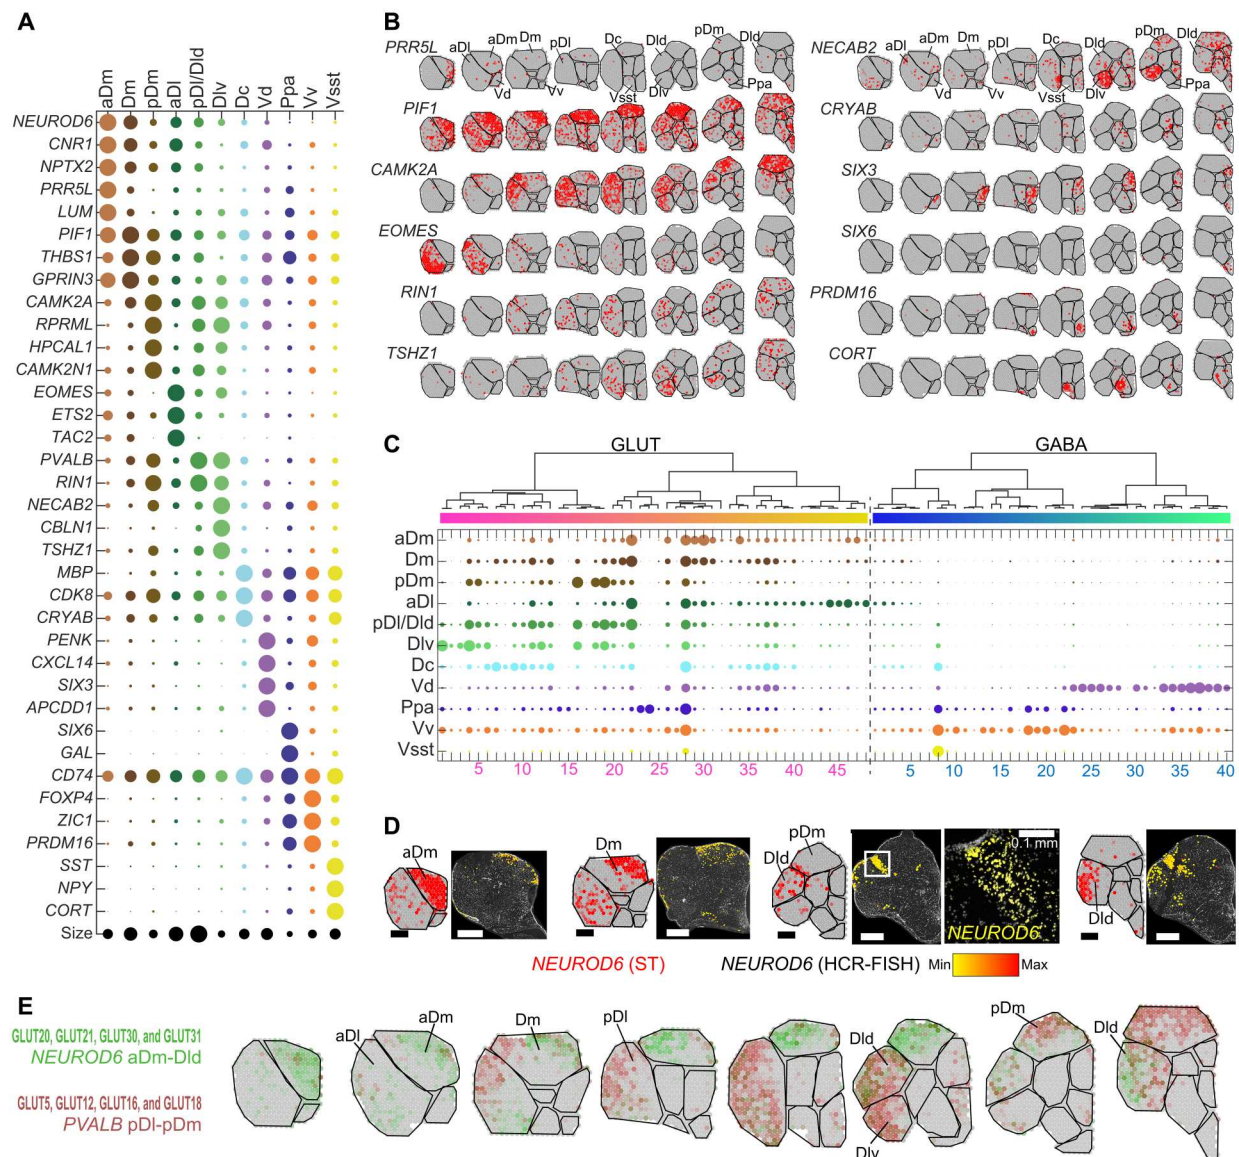 A
aDm
Dm
pDm
aDl
pDl/Dld
Dlv
Dc
Vd
Ppa
Vv
Vsst
NEUROD6
CNR1
NPTX2
PRR5L
LUM
PIF1
THBS1
GPRIN3
CAMK2A
RPRML
HPCAL1
CAMK2N1
EOMES
ETS2
TAC2
PVALB
RIN1
NECAB2
CBLN1
TSHZ1
MBP
CDK8
CRYAB
PENK
CXCL14
SIX3
APCDD1
SIX6
GAL
CD74
FOXP4
ZIC1
PRDM16
SST
NPY
CORT
Size
B
PRR5L aDl aDm Dm pDl Dc Dld pDm Dld
Vd Vv Vsst Dlv Ppa
PIF1
CAMK2A
EOMES
RIN1
TSHZ1
NECAB2 aDl aDm Dm pDl Dc Dld pDm Dld
Vd Vv Vsst Dlv Ppa
CRYAB
SIX3
SIX6
PRDM16
CORT
C
GLUT GABA
aDm
Dm
pDm
aDl
pDl/Dld
Dlv
Dc
Vd
Ppa
Vv
Vsst
5 10 15 20 25 30 35 40 45 5 10 15 20 25 30 35 40
D
aDm Dm pDm Dld 0.1 mm
NEUROD6 Dld
NEUROD6 (ST) NEUROD6 (HCR-FISH) Min Max
E
GLUT20, GLUT21, GLUT30, and GLUT31
NEUROD6 aDm-Dld
GLUT5, GLUT12, GLUT16, and GLUT18
PVALB pDl-pDm
aDl aDm Dm pDl Dld Dlv pDm Dld